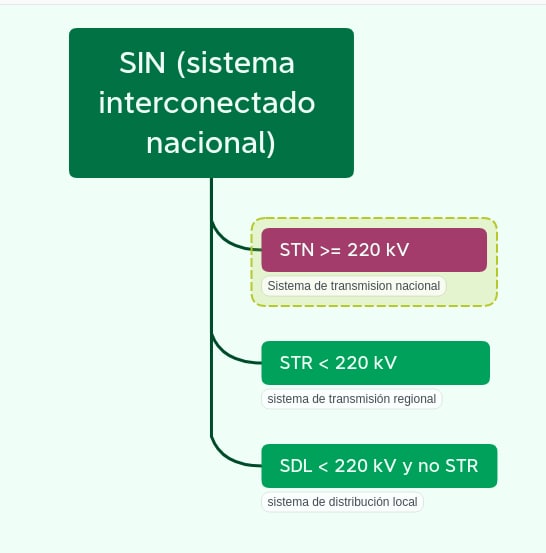 SIN (sistema
interconectado
nacional)
STN >= 220 kV
Sistema de transmision nacional
STR < 220 kV
sistema de transmisión regional
SDL < 220 kV y no STR
sistema de distribución local